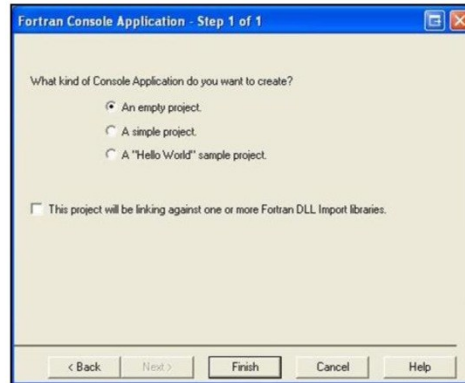 Fortran Console Application - Step 1 of 1
What kind of Console Application do you want to create?
An empty project.
A simple project.
A "Hello World" sample project.
This project will be linking against one or more Fortran DLL Import libraries.
< Back Next > Finish Cancel Help